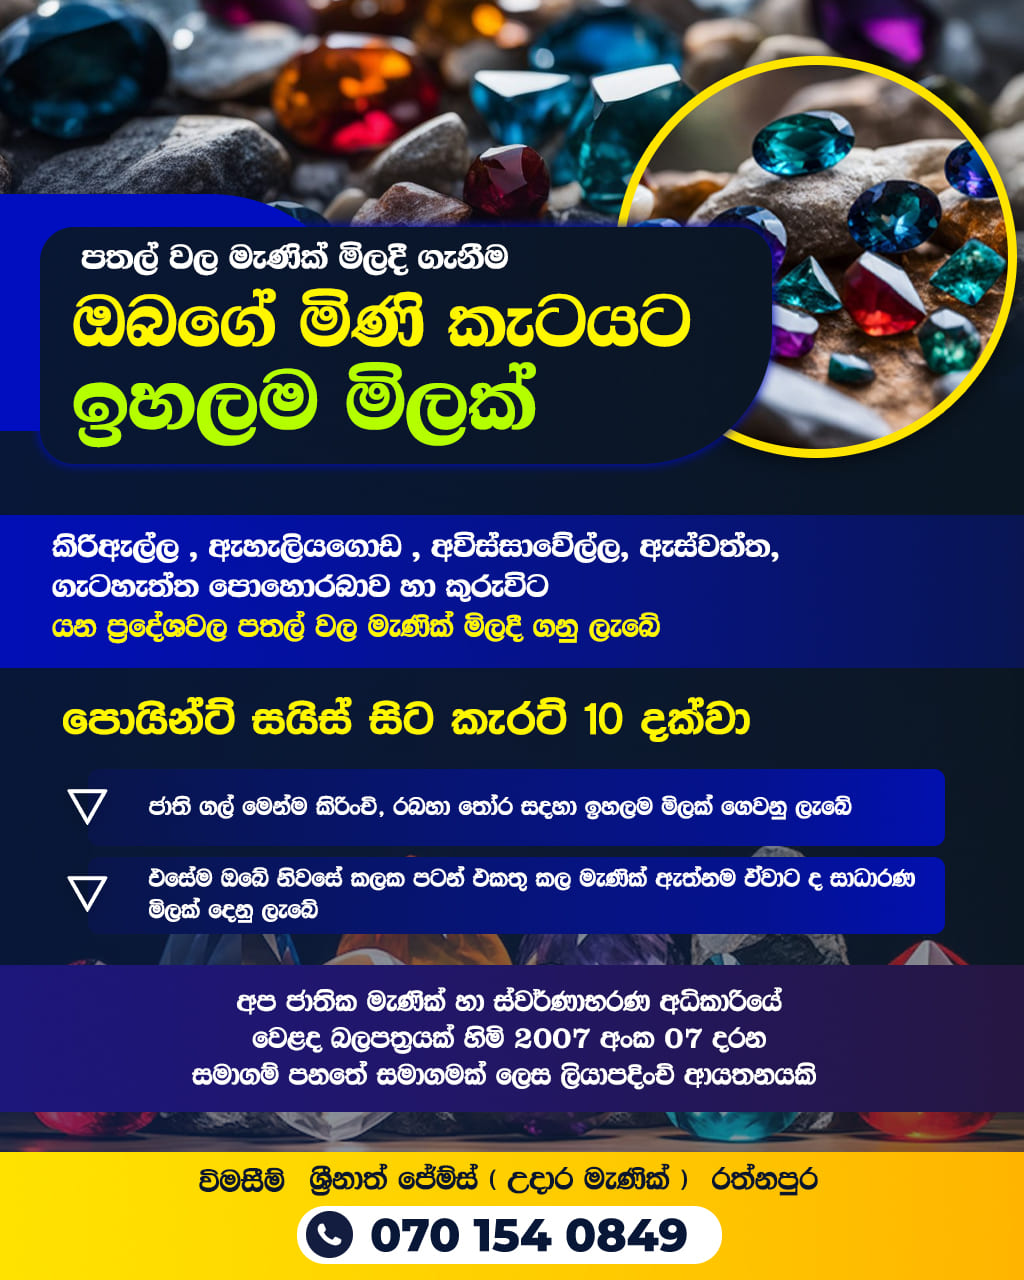 පතල් වල මැණික් මිලදී ගැනීම
ඔබගේ මිණි කැටයට
ඉහලම මිලක්
කිරිඇල්ල , ඇහැලියගොඩ , අවිස්සාවේල්ල, ඇස්වත්ත,
ගැටහැත්ත පොහොරබාව හා කුරුවිට
යන ප්‍රදේශවල පතල් වල මැණික් මිලදී ගනු ලැබේ
පොයින්ට් සයිස් සිට කැරට් 10 දක්වා
ජාති ගල් මෙන්ම කිරිංචි, රබහා තෝර සදහා ඉහලම මිලක් ගෙවනු ලැබේ
එසේම ඔබේ නිවසේ කලක පටන් එකතු කල මැණික් ඇත්නම් ඒවාට ද සාධාරණ
මිලක් දෙනු ලැබේ
අප ජාතික මැණික් හා ස්වර්ණාභරණ අධිකාරියේ
වෙළද බලපත්‍රයක් හිමි 2007 අංක 07 දරන
සමාගම් පනතේ සමාගමක් ලෙස ලියාපදිංචි ආයතනයකි
විමසීම් ශ්‍රීනාත් ජේම්ස් ( උදාර මැණික් ) රත්නපුර
070 154 0849